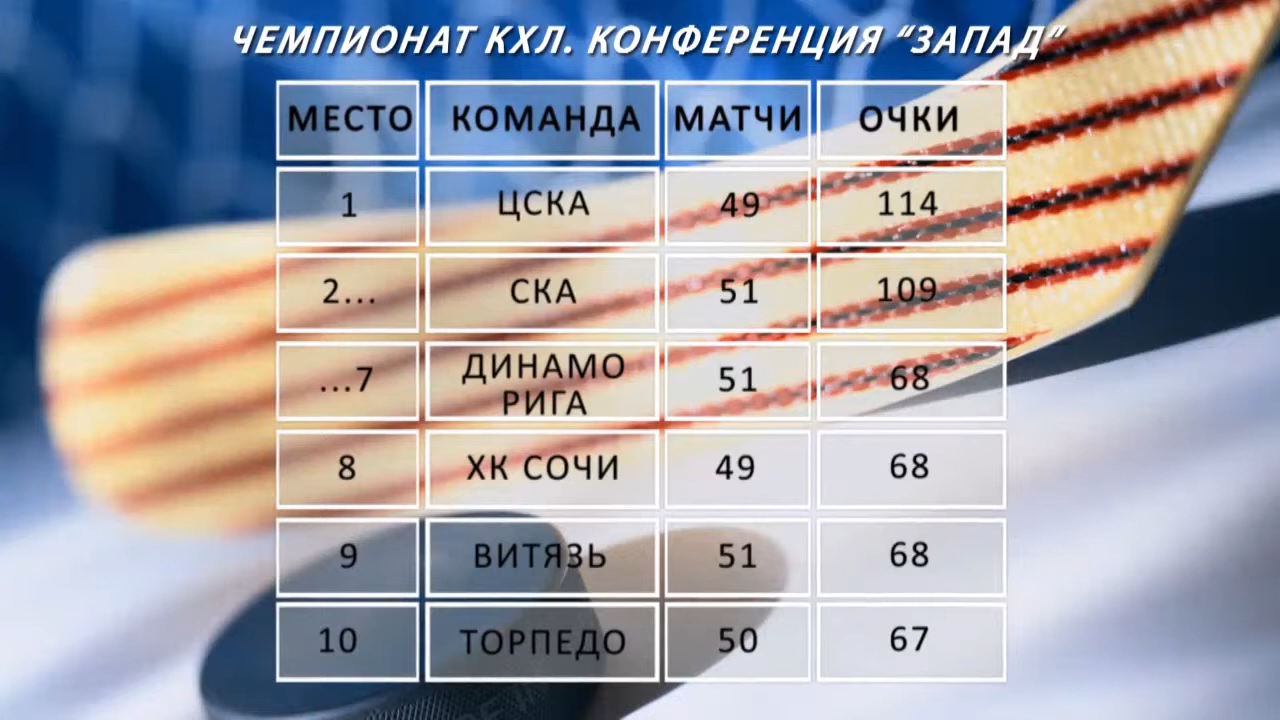 ЧЕМПИОНАТ КХЛ. КОНФЕРЕНЦИЯ “ЗАПАД”
МЕСТО КОМАНДА МАТЧИ ОЧКИ
1 ЦСКА 49 114
2... СКА 51 109
...7 ДИНАМО РИГА 51 68
8 ХК СОЧИ 49 68
9 ВИТЯЗЬ 51 68
10 ТОРПЕДО 50 67